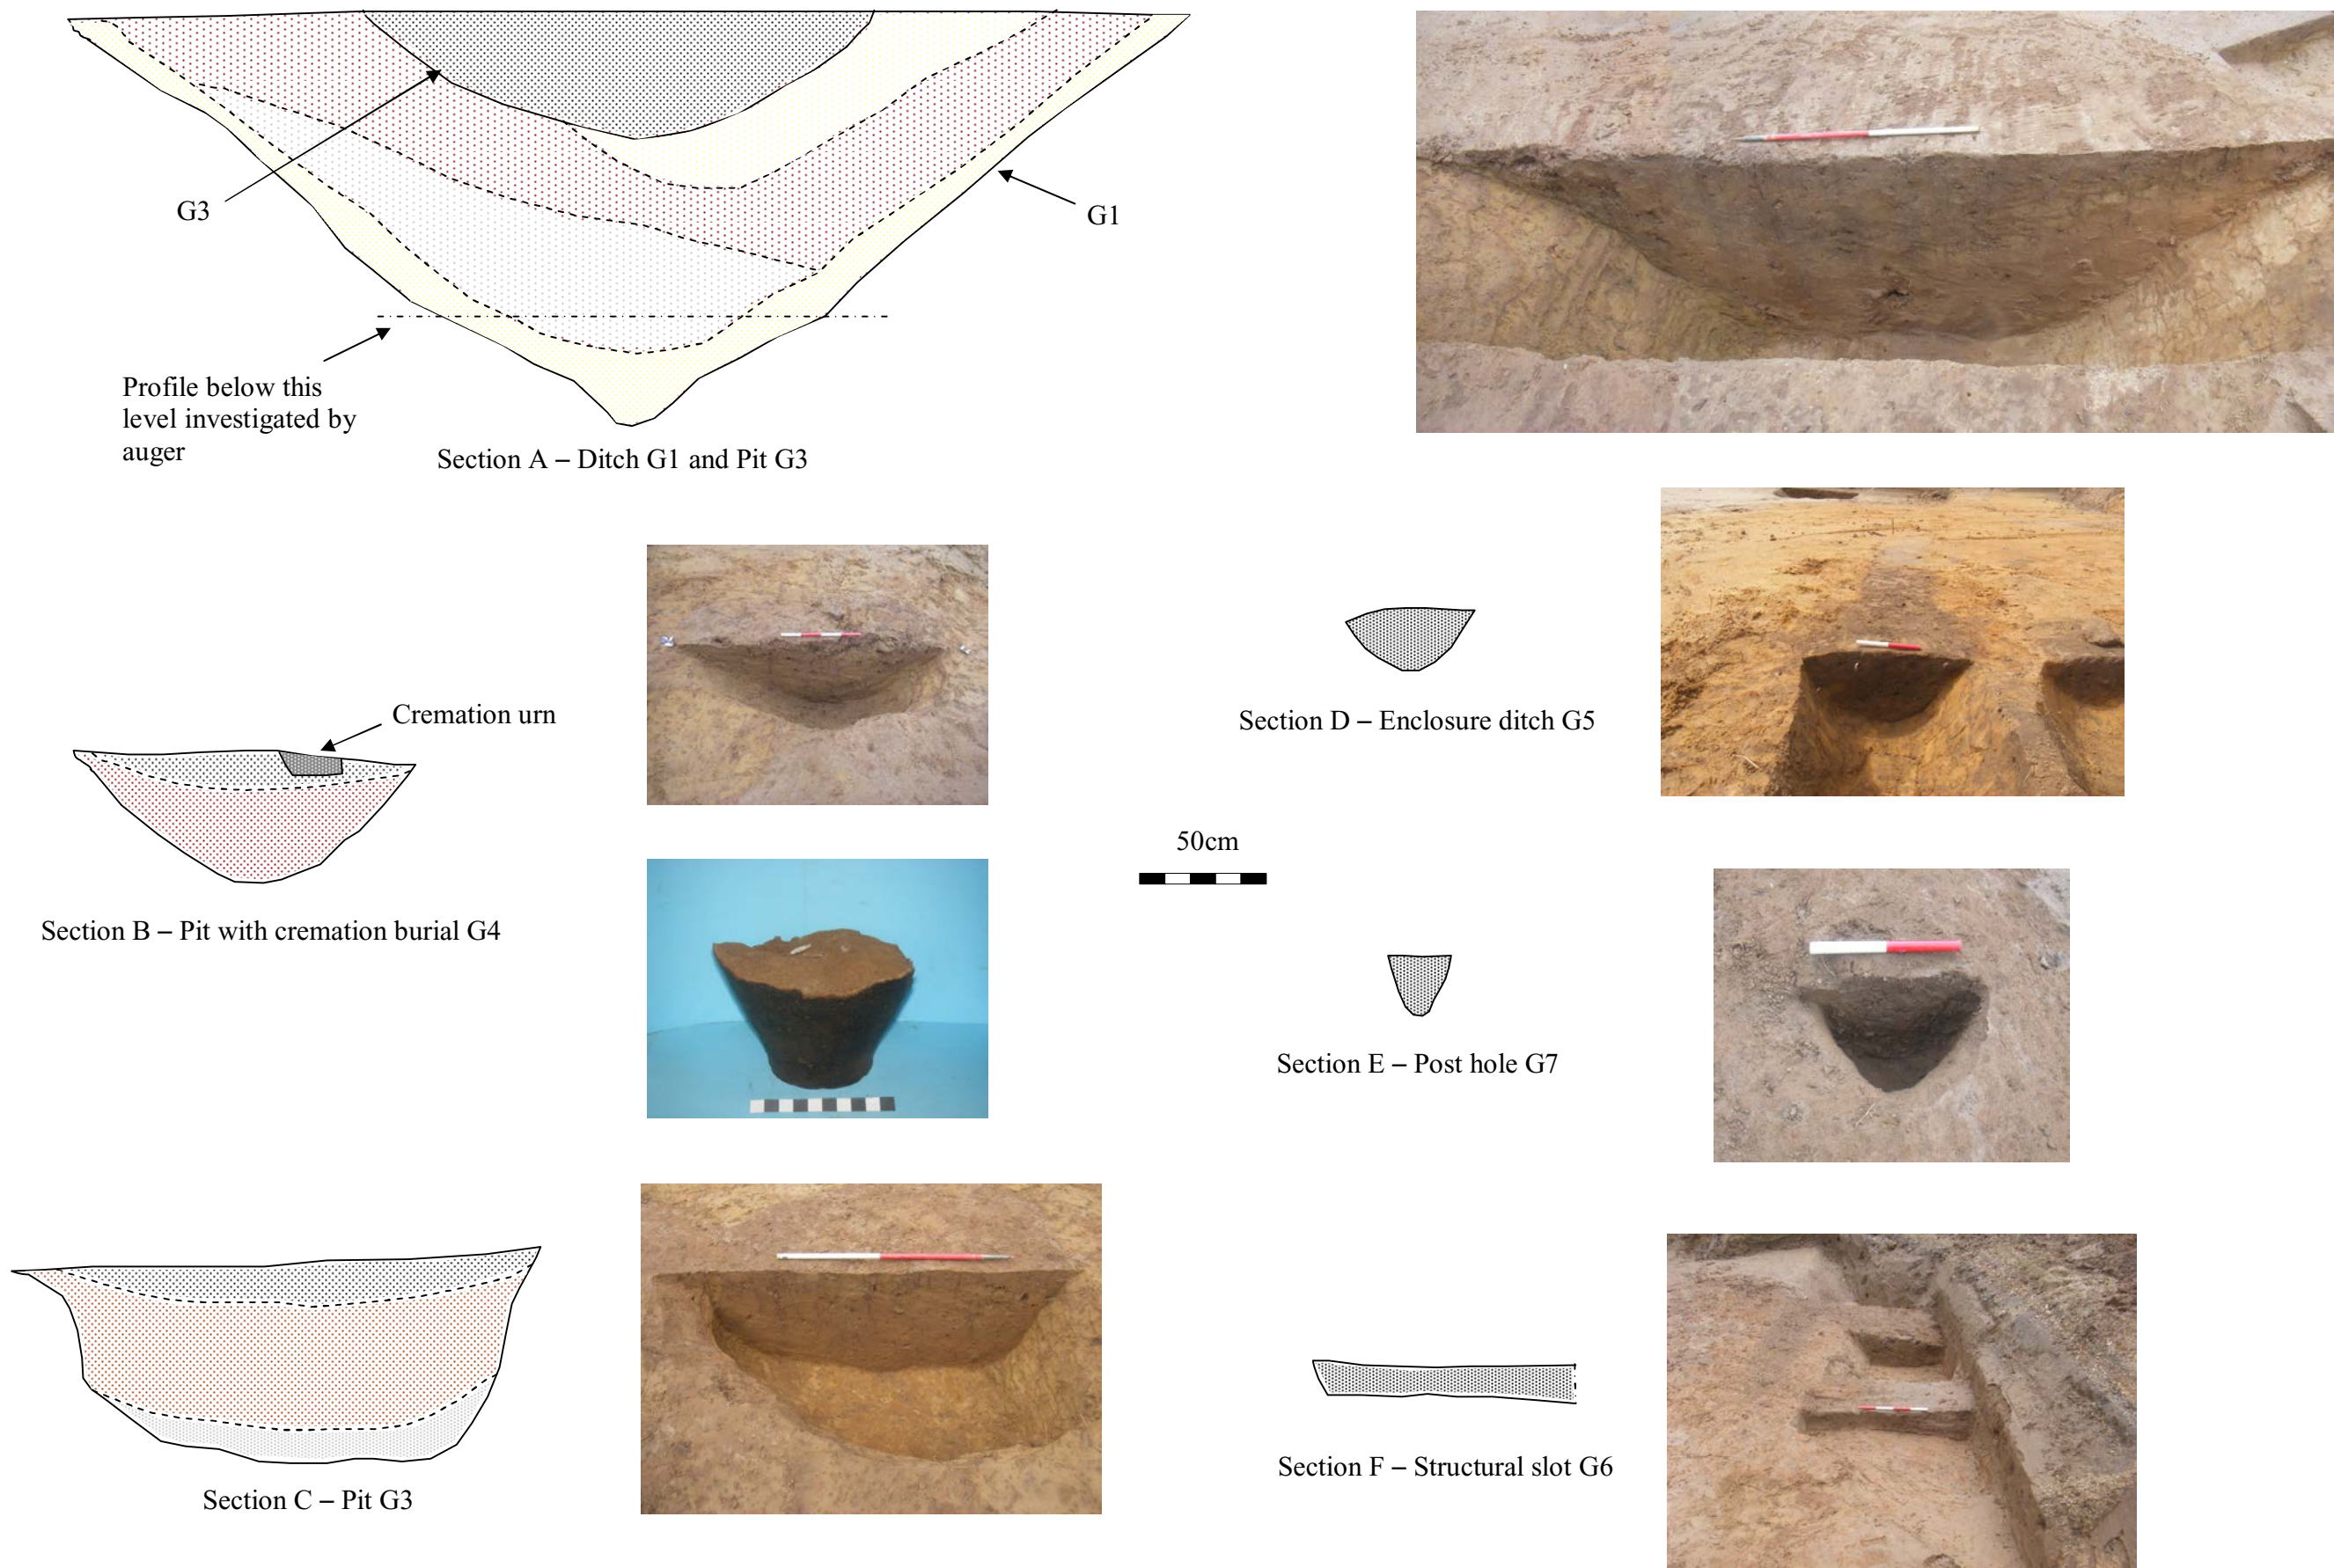 G3
G1
Profile below this
level investigated by
auger
Section A – Ditch G1 and Pit G3
Cremation urn
Section B – Pit with cremation burial G4
Section D – Enclosure ditch G5
50cm
Section E – Post hole G7
Section C – Pit G3
Section F – Structural slot G6